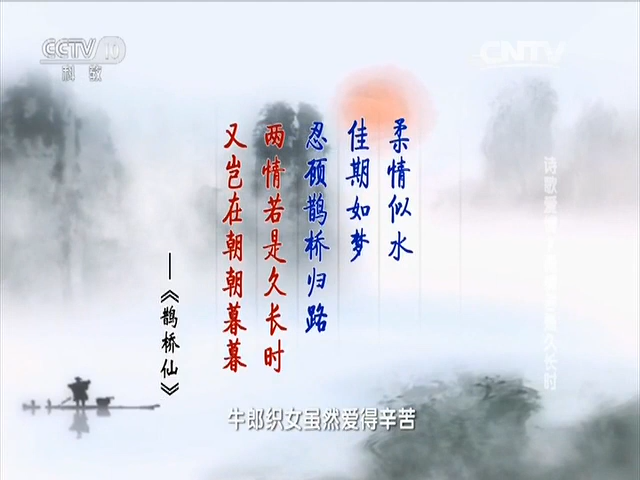 CCTV 10
科教
CNTV
柔情似水
佳期如梦
忍顾鹊桥归路
两情若是久长时
又岂在朝朝暮暮
—《鹊桥仙》
牛郎织女虽然爱得辛苦